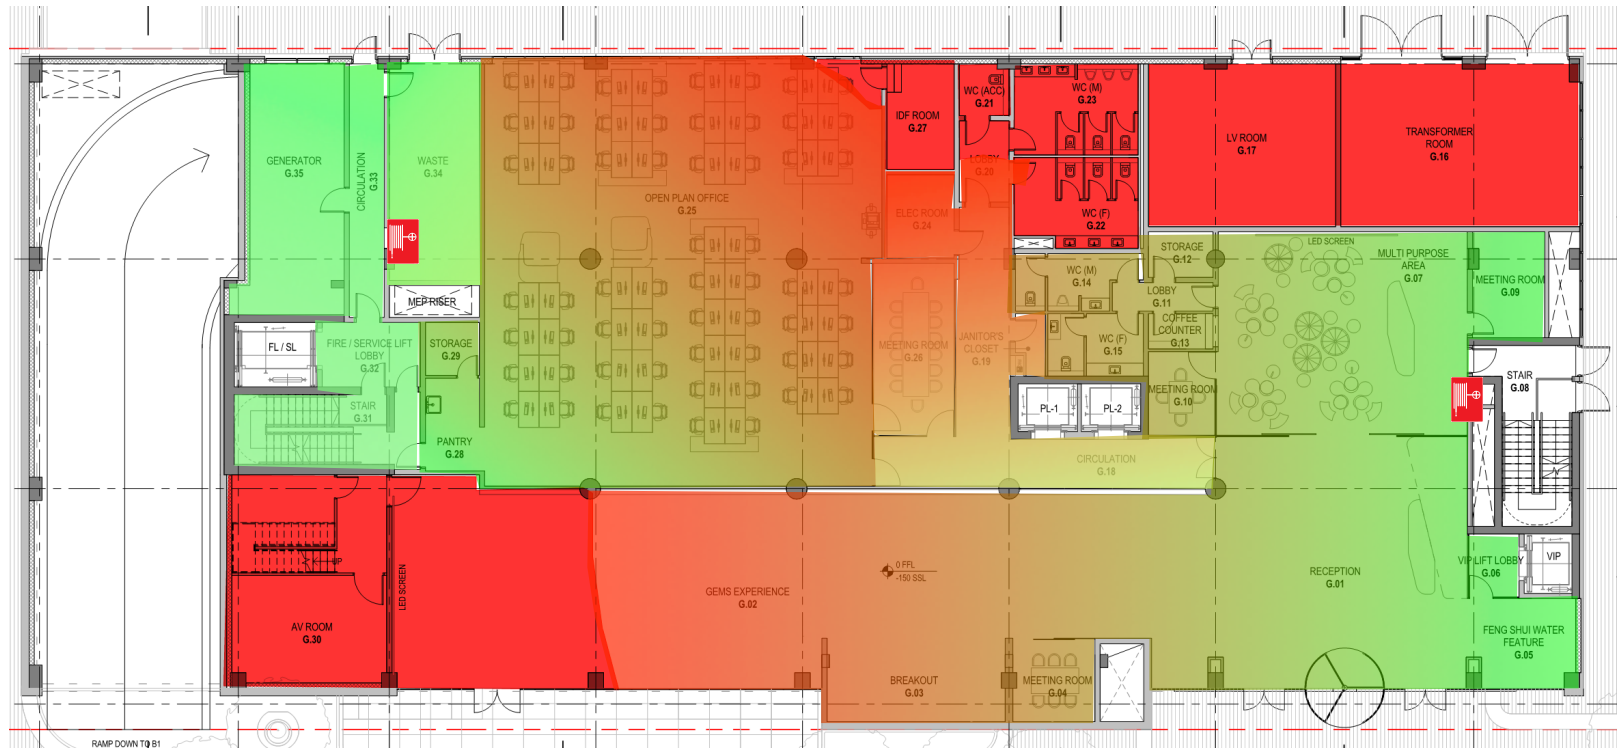 GENERATOR
G.35
CIRCULATION
G.33
WASTE
G.34
OPEN PLAN OFFICE
G.25
IDF ROOM
G.27
WC (ACC)
G.21
WC (M)
G.23
LOBBY
G.20
WC (F)
G.22
LV ROOM
G.17
TRANSFORMER
ROOM
G.16
ELEC ROOM
G.24
STORAGE
G.12
LED SCREEN
MULTI PURPOSE
AREA
G.07
MEETING ROOM
G.09
WC (M)
G.14
LOBBY
G.11
COFFEE
COUNTER
G.13
WC (F)
G.15
MEP RISER
FL / SL
FIRE / SERVICE LIFT
LOBBY
G.32
STORAGE
G.29
MEETING ROOM
G.26
JANITOR'S
CLOSET
G.19
MEETING ROOM
G.10
STAIR
G.08
PL-1
PL-2
STAIR
G.31
PANTRY
G.28
CIRCULATION
G.18
UP
LED SCREEN
AV ROOM
G.30
GEMS EXPERIENCE
G.02
0 FFL
-150 SSL
RECEPTION
G.01
VIP LIFT LOBBY
G.06
VIP
FENG SHUI WATER
FEATURE
G.05
BREAKOUT
G.03
MEETING ROOM
G.04
RAMP DOWN TO B1